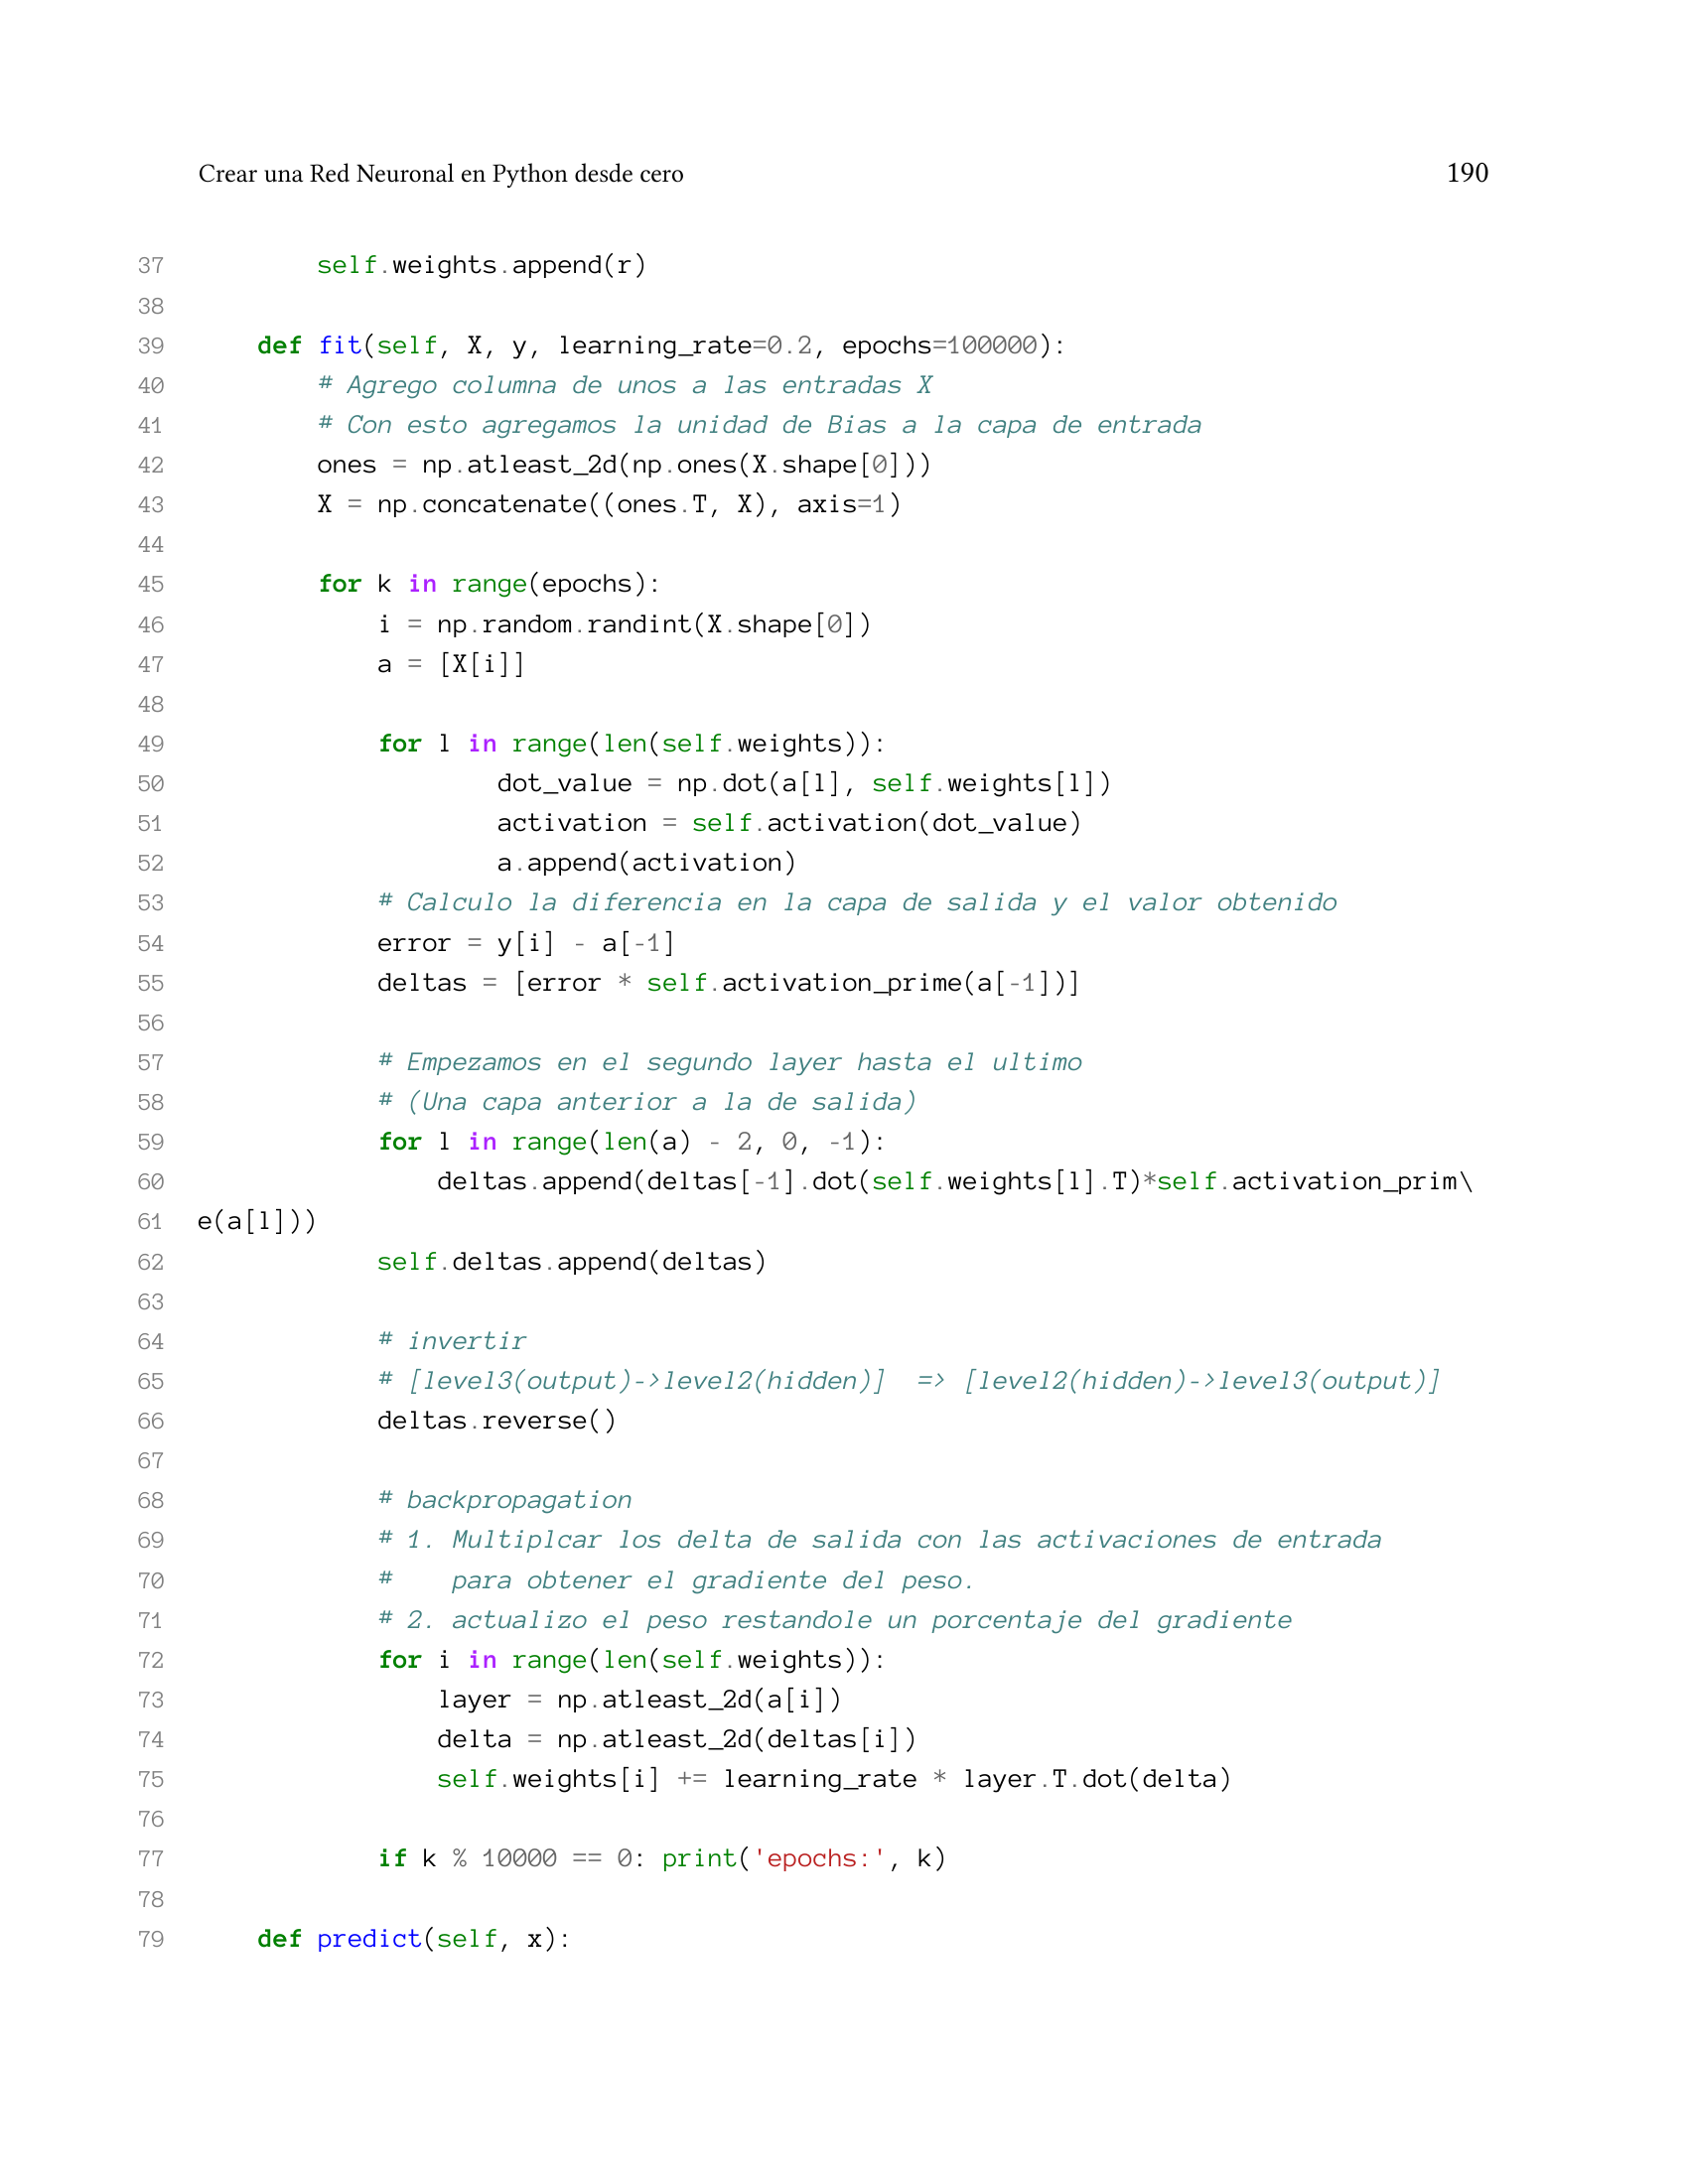 Crear una Red Neuronal en Python desde cero 190
37         self.weights.append(r)
38
39     def fit(self, X, y, learning_rate=0.2, epochs=100000):
40         # Agrego columna de unos a las entradas X
41         # Con esto agregamos la unidad de Bias a la capa de entrada
42         ones = np.atleast_2d(np.ones(X.shape[0]))
43         X = np.concatenate((ones.T, X), axis=1)
44
45         for k in range(epochs):
46             i = np.random.randint(X.shape[0])
47             a = [X[i]]
48
49             for l in range(len(self.weights)):
50                     dot_value = np.dot(a[l], self.weights[l])
51                     activation = self.activation(dot_value)
52                     a.append(activation)
53             # Calculo la diferencia en la capa de salida y el valor obtenido
54             error = y[i] - a[-1]
55             deltas = [error * self.activation_prime(a[-1])]
56
57             # Empezamos en el segundo layer hasta el ultimo
58             # (Una capa anterior a la de salida)
59             for l in range(len(a) - 2, 0, -1):
60                 deltas.append(deltas[-1].dot(self.weights[l].T)*self.activation_prim\
61 e(a[l]))
62             self.deltas.append(deltas)
63
64             # invertir
65             # [level3(output)->level2(hidden)]  => [level2(hidden)->level3(output)]
66             deltas.reverse()
67
68             # backpropagation
69             # 1. Multiplcar los delta de salida con las activaciones de entrada
70             #    para obtener el gradiente del peso.
71             # 2. actualizo el peso restandole un porcentaje del gradiente
72             for i in range(len(self.weights)):
73                 layer = np.atleast_2d(a[i])
74                 delta = np.atleast_2d(deltas[i])
75                 self.weights[i] += learning_rate * layer.T.dot(delta)
76
77             if k % 10000 == 0: print('epochs:', k)
78
79     def predict(self, x):